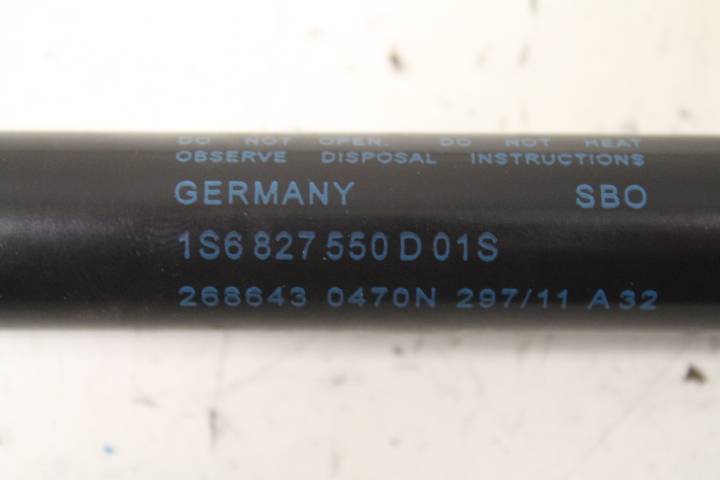 DO NOT OPEN. DO NOT HEAT
OBSERVE DISPOSAL INSTRUCTIONS
GERMANY SBO
1S6 827 550 D 01S
268643 0470N 297/11 A 32